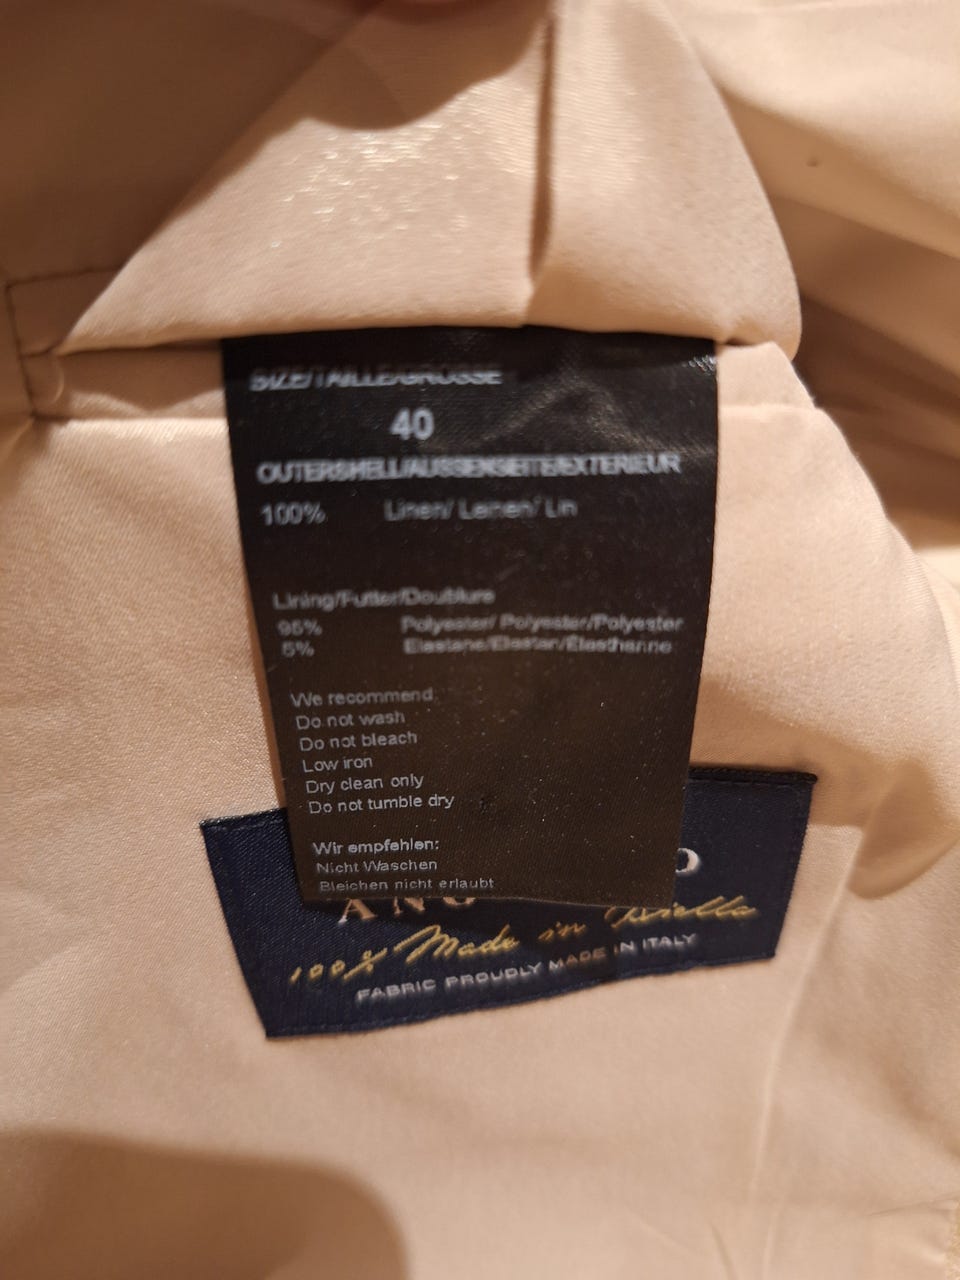 SIZE/TAILLE/GRÖSSE
40
OUTERSHELL/AUSSENSEITE/EXTERIEUR
100% Linen/ Leinen/ Lin
Lining/Futter/Doublure
95% Polyester/ Polyester/Polyester
5% Elastane/Elastan/Élasthanne
We recommend
Do not wash
Do not bleach
Low iron
Dry clean only
Do not tumble dry
Wir empfehlen:
Nicht Waschen
Bleichen nicht erlaubt
100% Made in Biella
FABRIC PROUDLY MADE IN ITALY